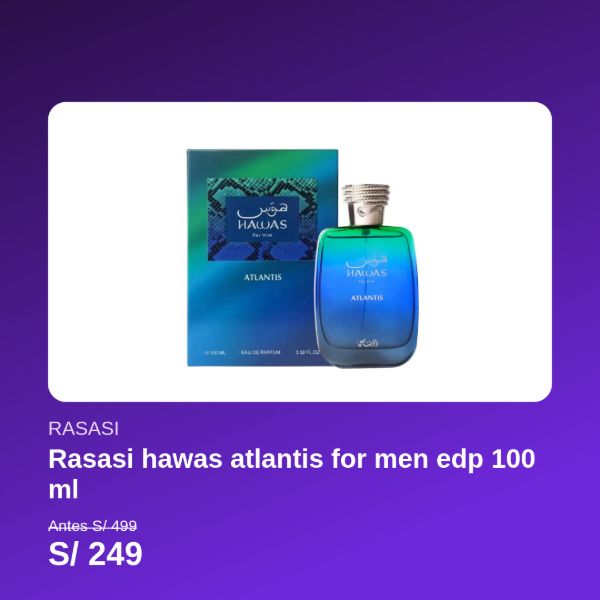 هوس
HAWAS
For Him
ATLANTIS
℮ 100 ML EAU DE PARFUM 3.38 FL.OZ
هوس
HAWAS
ATLANTIS
الرصاصي
RASASI
Rasasi hawas atlantis for men edp 100
ml
Antes S/ 499
S/ 249